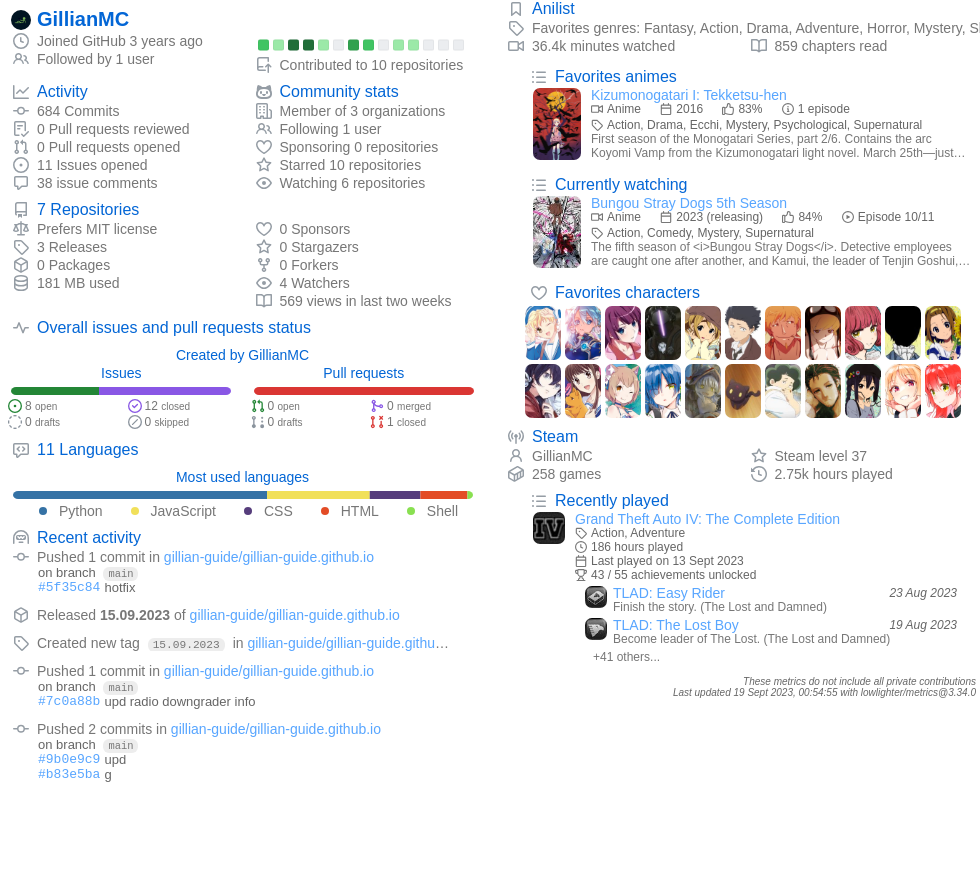 GillianMC
Joined GitHub 3 years ago
Followed by 1 user
Contributed to 10 repositories
Activity
684 Commits
0 Pull requests reviewed
0 Pull requests opened
11 Issues opened
38 issue comments
Community stats
Member of 3 organizations
Following 1 user
Sponsoring 0 repositories
Starred 10 repositories
Watching 6 repositories
7 Repositories
Prefers MIT license
3 Releases
0 Packages
181 MB used
0 Sponsors
0 Stargazers
0 Forkers
4 Watchers
569 views in last two weeks
Overall issues and pull requests status
Created by GillianMC
Issues
8 open
12 closed
0 drafts
0 skipped
Pull requests
0 open
0 merged
0 drafts
1 closed
11 Languages
Most used languages
Python JavaScript CSS HTML Shell
Recent activity
Pushed 1 commit in gillian-guide/gillian-guide.github.io
on branch main
#5f35c84 hotfix
Released 15.09.2023 of gillian-guide/gillian-guide.github.io
Created new tag 15.09.2023 in gillian-guide/gillian-guide.githu…
Pushed 1 commit in gillian-guide/gillian-guide.github.io
on branch main
#7c0a88b upd radio downgrader info
Pushed 2 commits in gillian-guide/gillian-guide.github.io
on branch main
#9b0e9c9 upd
#b83e5ba g
Anilist
Favorites genres: Fantasy, Action, Drama, Adventure, Horror, Mystery, Sl
36.4k minutes watched
859 chapters read
Favorites animes
Kizumonogatari I: Tekketsu-hen
Anime 2016 83% 1 episode
Action, Drama, Ecchi, Mystery, Psychological, Supernatural
First season of the Monogatari Series, part 2/6. Contains the arc
Koyomi Vamp from the Kizumonogatari light novel. March 25th—just…
Currently watching
Bungou Stray Dogs 5th Season
Anime 2023 (releasing) 84% Episode 10/11
Action, Comedy, Mystery, Supernatural
The fifth season of <i>Bungou Stray Dogs</i>. Detective employees
are caught one after another, and Kamui, the leader of Tenjin Goshui,…
Favorites characters
Steam
GillianMC
258 games
Steam level 37
2.75k hours played
Recently played
Grand Theft Auto IV: The Complete Edition
IV
Action, Adventure
186 hours played
Last played on 13 Sept 2023
43 / 55 achievements unlocked
TLAD: Easy Rider 23 Aug 2023
Finish the story. (The Lost and Damned)
TLAD: The Lost Boy 19 Aug 2023
Become leader of The Lost. (The Lost and Damned)
+41 others...
These metrics do not include all private contributions
Last updated 19 Sept 2023, 00:54:55 with lowlighter/metrics@3.34.0